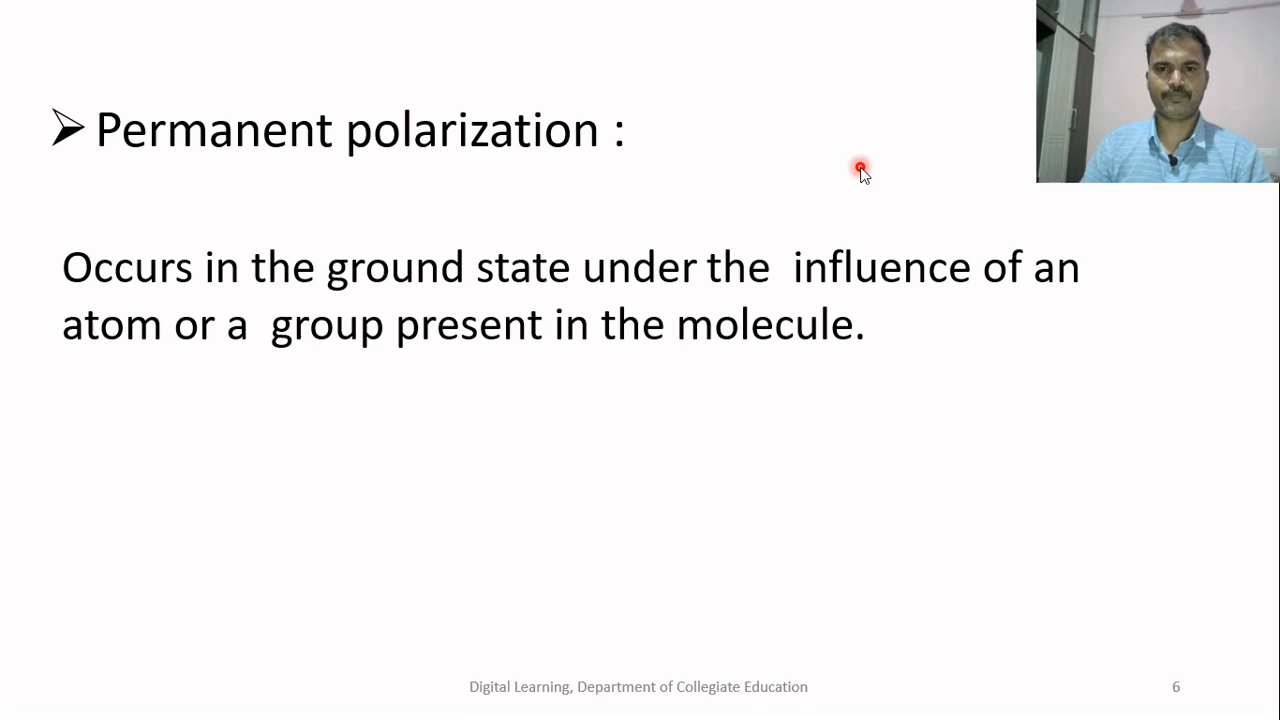 Permanent polarization :
Occurs in the ground state under the influence of an
atom or a group present in the molecule.
Digital Learning, Department of Collegiate Education
6